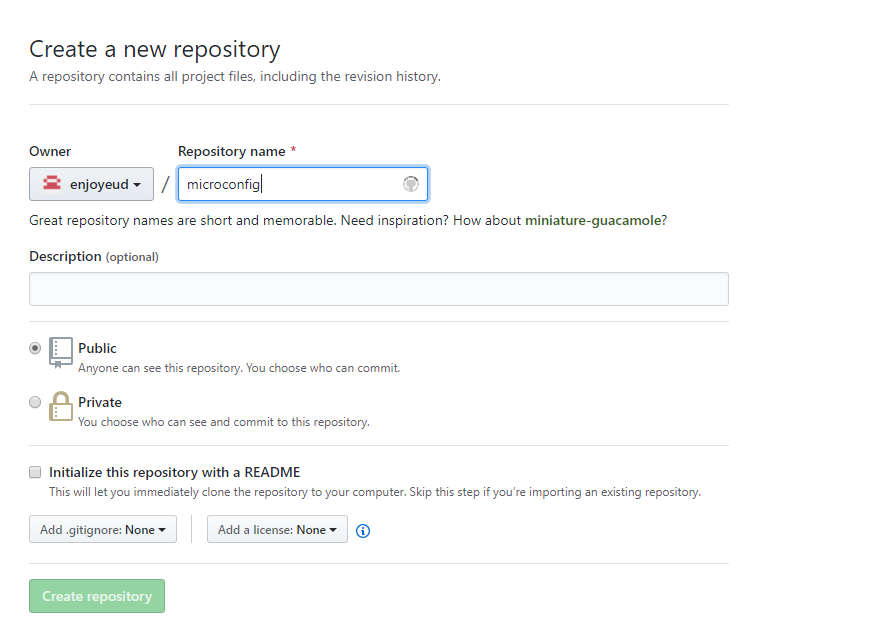 Create a new repository
A repository contains all project files, including the revision history.
Owner
Repository name *
enjoyeud
/
microconfig
Great repository names are short and memorable. Need inspiration? How about miniature-guacamole?
Description (optional)
Public
Anyone can see this repository. You choose who can commit.
Private
You choose who can see and commit to this repository.
Initialize this repository with a README
This will let you immediately clone the repository to your computer. Skip this step if you’re importing an existing repository.
Add .gitignore: None
Add a license: None
Create repository